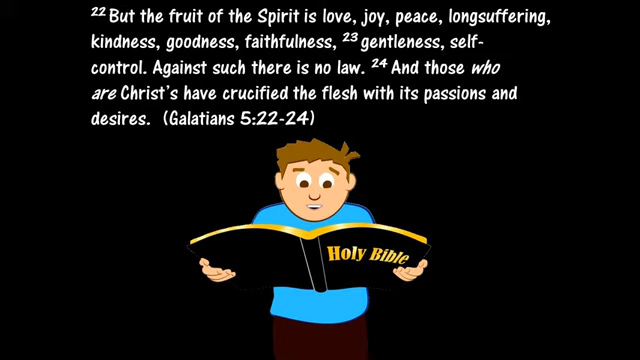 22 But the fruit of the Spirit is love, joy, peace, longsuffering,
kindness, goodness, faithfulness, 23 gentleness, self-
control. Against such there is no law. 24 And those who
are Christ's have crucified the flesh with its passions and
desires. (Galatians 5:22-24)
Holy Bible